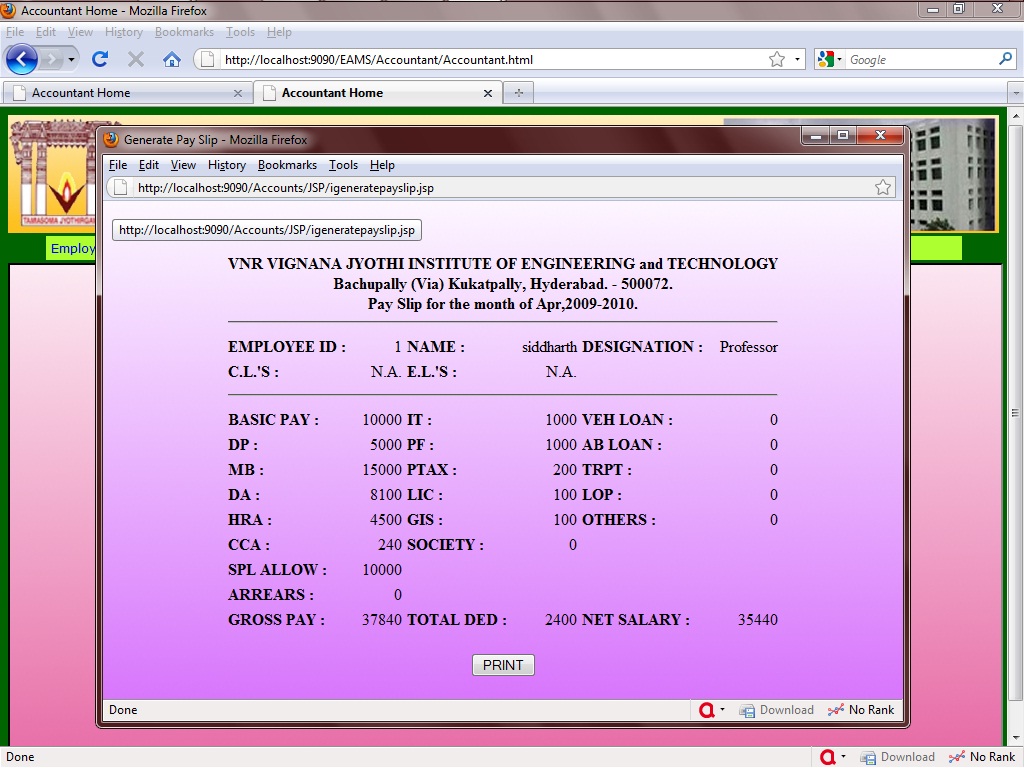 Accountant Home - Mozilla Firefox
File Edit View History Bookmarks Tools Help
http://localhost:9090/EAMS/Accountant/Accountant.html
Google
Accountant Home
Accountant Home
TAMASOMA JYOTHIRGAM
Employ
Generate Pay Slip - Mozilla Firefox
File Edit View History Bookmarks Tools Help
http://localhost:9090/Accounts/JSP/igeneratepayslip.jsp
http://localhost:9090/Accounts/JSP/igeneratepayslip.jsp
VNR VIGNANA JYOTHI INSTITUTE OF ENGINEERING and TECHNOLOGY
Bachupally (Via) Kukatpally, Hyderabad. - 500072.
Pay Slip for the month of Apr,2009-2010.
EMPLOYEE ID : 1 NAME : siddharth DESIGNATION : Professor
C.L.'S : N.A. E.L.'S : N.A.
BASIC PAY : 10000 IT : 1000 VEH LOAN : 0
DP : 5000 PF : 1000 AB LOAN : 0
MB : 15000 PTAX : 200 TRPT : 0
DA : 8100 LIC : 100 LOP : 0
HRA : 4500 GIS : 100 OTHERS : 0
CCA : 240 SOCIETY : 0
SPL ALLOW : 10000
ARREARS : 0
GROSS PAY : 37840 TOTAL DED : 2400 NET SALARY : 35440
PRINT
Done
Download No Rank
Done
Download No Rank